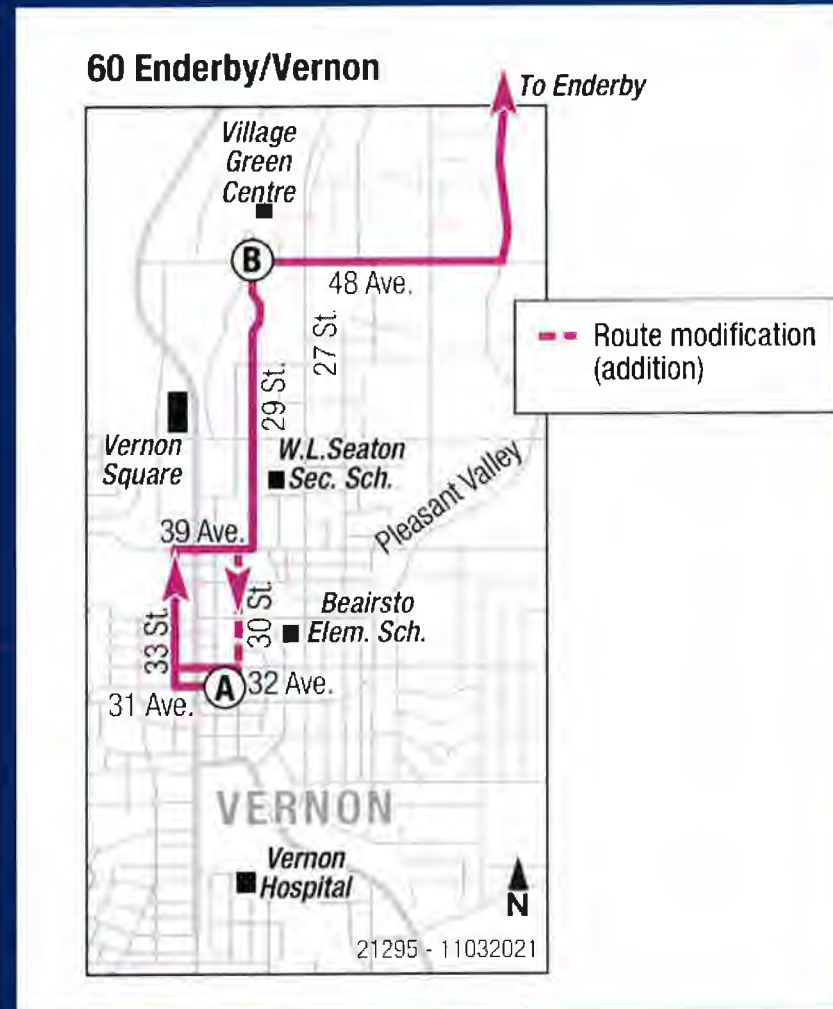 60 Enderby/Vernon
To Enderby
Village
Green
Centre
B
48 Ave.
27 St.
29 St.
Route modification
(addition)
Vernon
Square
W.L.Seaton
Sec. Sch.
Pleasant Valley
39 Ave.
33 St.
30 St.
Beairsto
Elem. Sch.
A
32 Ave.
31 Ave.
VERNON
Vernon
Hospital
N
21295 - 11032021